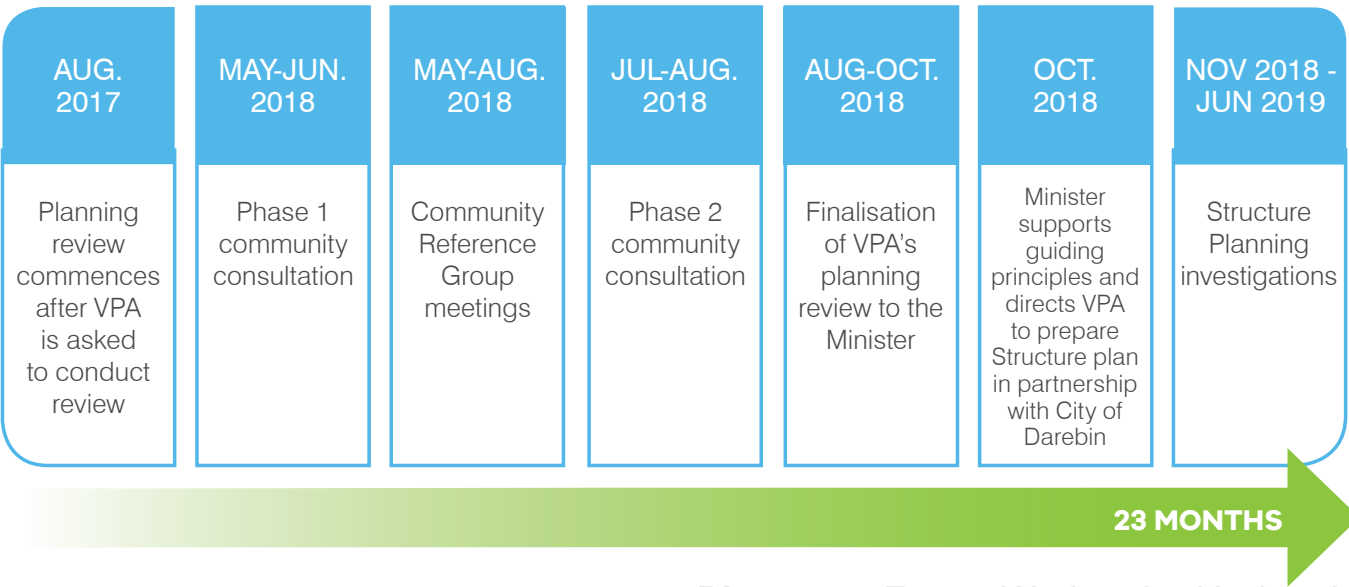 AUG.
2017
Planning
review
commences
after VPA
is asked
to conduct
review
MAY-JUN.
2018
Phase 1
community
consultation
MAY-AUG.
2018
Community
Reference
Group
meetings
JUL-AUG.
2018
Phase 2
community
consultation
AUG-OCT.
2018
Finalisation
of VPA's
planning
review to the
Minister
OCT.
2018
Minister
supports
guiding
principles and
directs VPA
to prepare
Structure plan
in partnership
with City of
Darebin
NOV 2018 -
JUN 2019
Structure
Planning
investigations
23 MONTHS